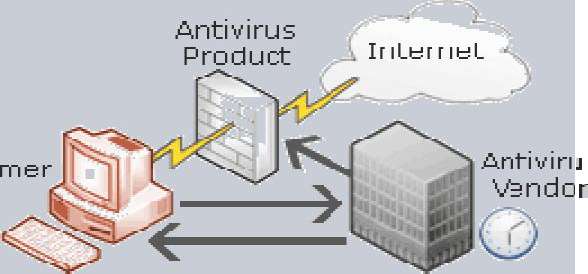 Antivirus
Product
Internet
mer
Antiviru
Vendor